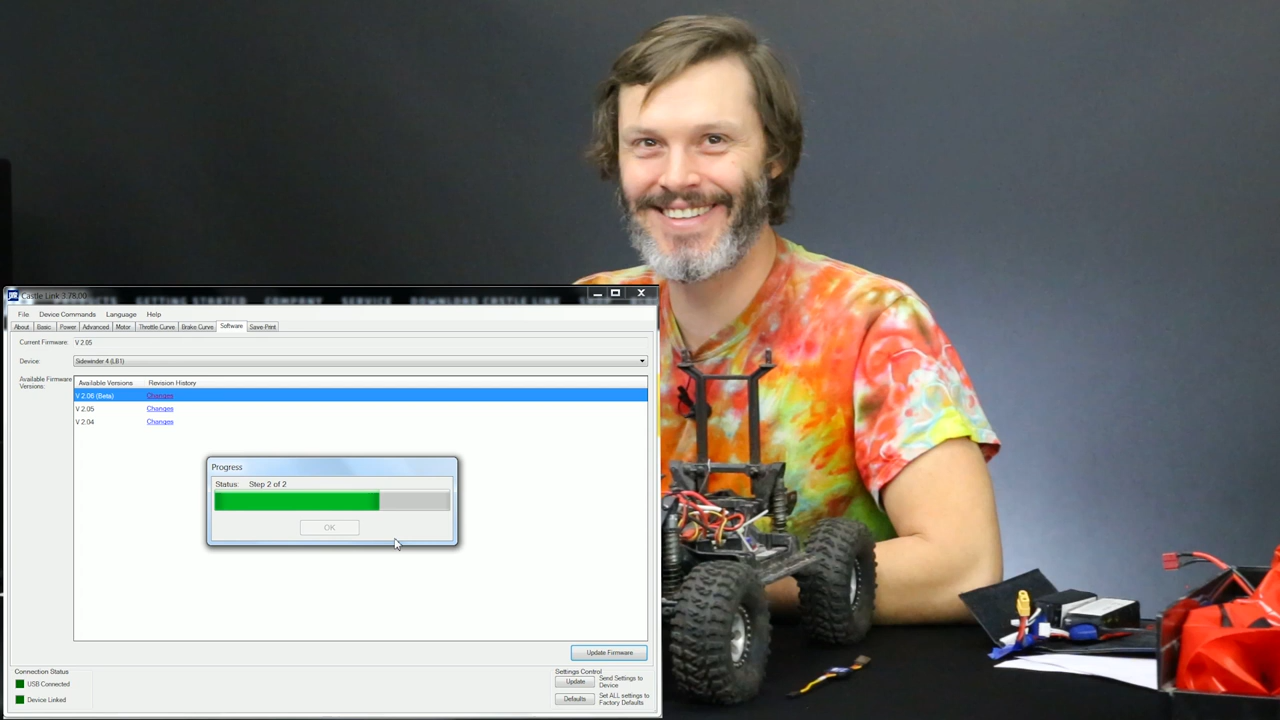 Castle Link 3.78.00
File Device Commands Language Help
About Basic Power Advanced Motor Throttle Curve Brake Curve Software Save-Print
Current Firmware: V 2.05
Device: Sidewinder 4 (LB1)
Available Firmware Versions:
Available Versions Revision History
V 2.06 (Beta) Changes
V 2.05 Changes
V 2.04 Changes
Progress
Status: Step 2 of 2
OK
Update Firmware
Connection Status
USB Connected
Device Linked
Settings Control
Update Send Settings to Device
Defaults Set ALL settings to Factory Defaults